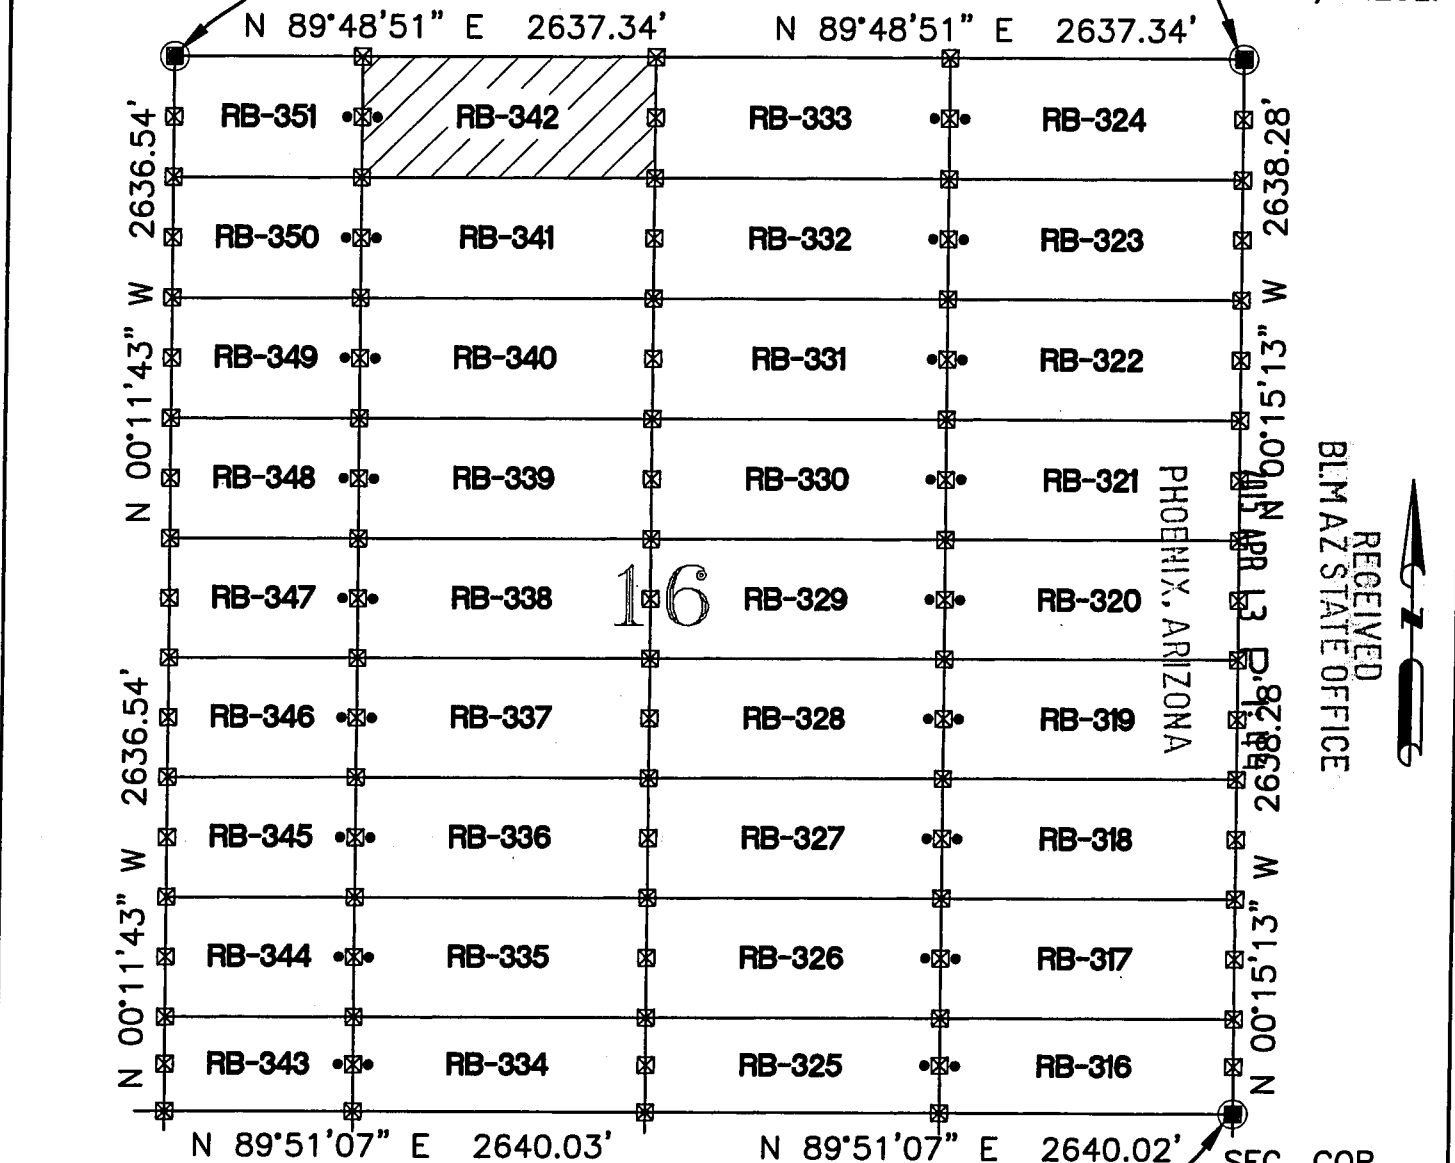 N 89°48'51" E 2637.34' N 89°48'51" E 2637.34'
RB-351 RB-342 RB-333 RB-324
RB-350 RB-341 RB-332 RB-323
RB-349 RB-340 RB-331 RB-322
RB-348 RB-339 RB-330 RB-321
RB-347 RB-338 16 RB-329 RB-320
RB-346 RB-337 RB-328 RB-319
RB-345 RB-336 RB-327 RB-318
RB-344 RB-335 RB-326 RB-317
RB-343 RB-334 RB-325 RB-316
N 89°51'07" E 2640.03' N 89°51'07" E 2640.02'
N 00°11'43" W 2636.54'
N 00°11'43" W 2636.54'
N 00°15'13" W 2638.28'
N 00°15'13" W 2638.28'
RECEIVED
BLM AZ STATE OFFICE
APR 13
PHOENIX, ARIZONA
SEC. COR.